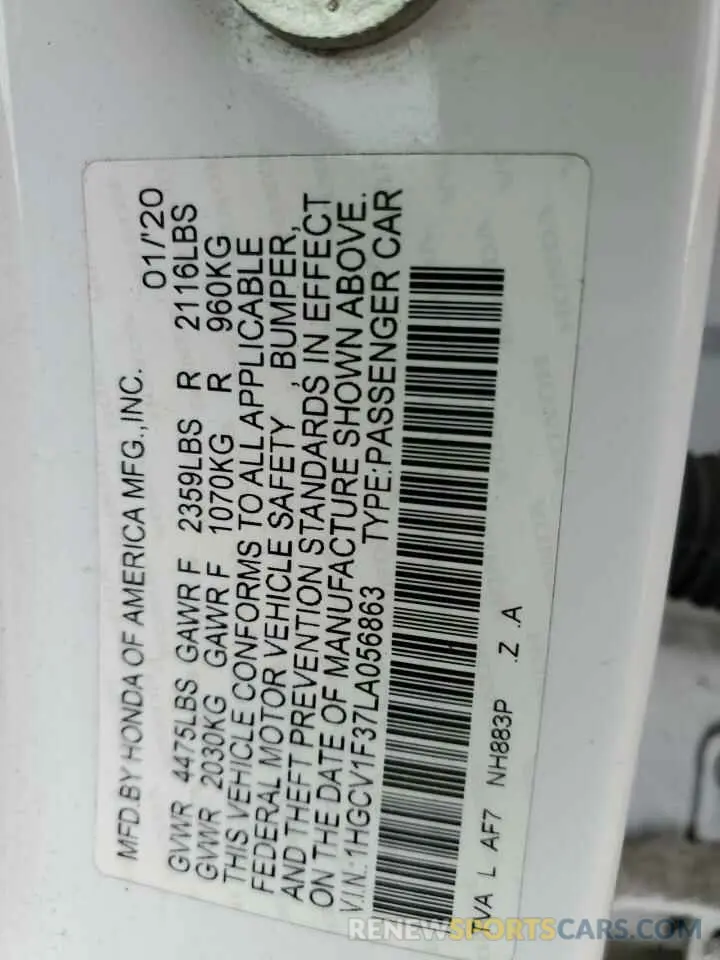 MFD.BY HONDA OF AMERICA MFG.,INC. 01/'20
GVWR 4475LBS GAWR F 2359LBS R 2116LBS
GVWR 2030KG GAWR F 1070KG R 960KG
THIS VEHICLE CONFORMS TO ALL APPLICABLE
FEDERAL MOTOR VEHICLE SAFETY , BUMPER,
AND THEFT PREVENTION STANDARDS IN EFFECT
ON THE DATE OF MANUFACTURE SHOWN ABOVE.
V.I.N.:1HGCV1F37LA056863 TYPE:PASSENGER CAR
TVA L AF7 NH883P .Z .A
RENEWSPORTSCARS.COM